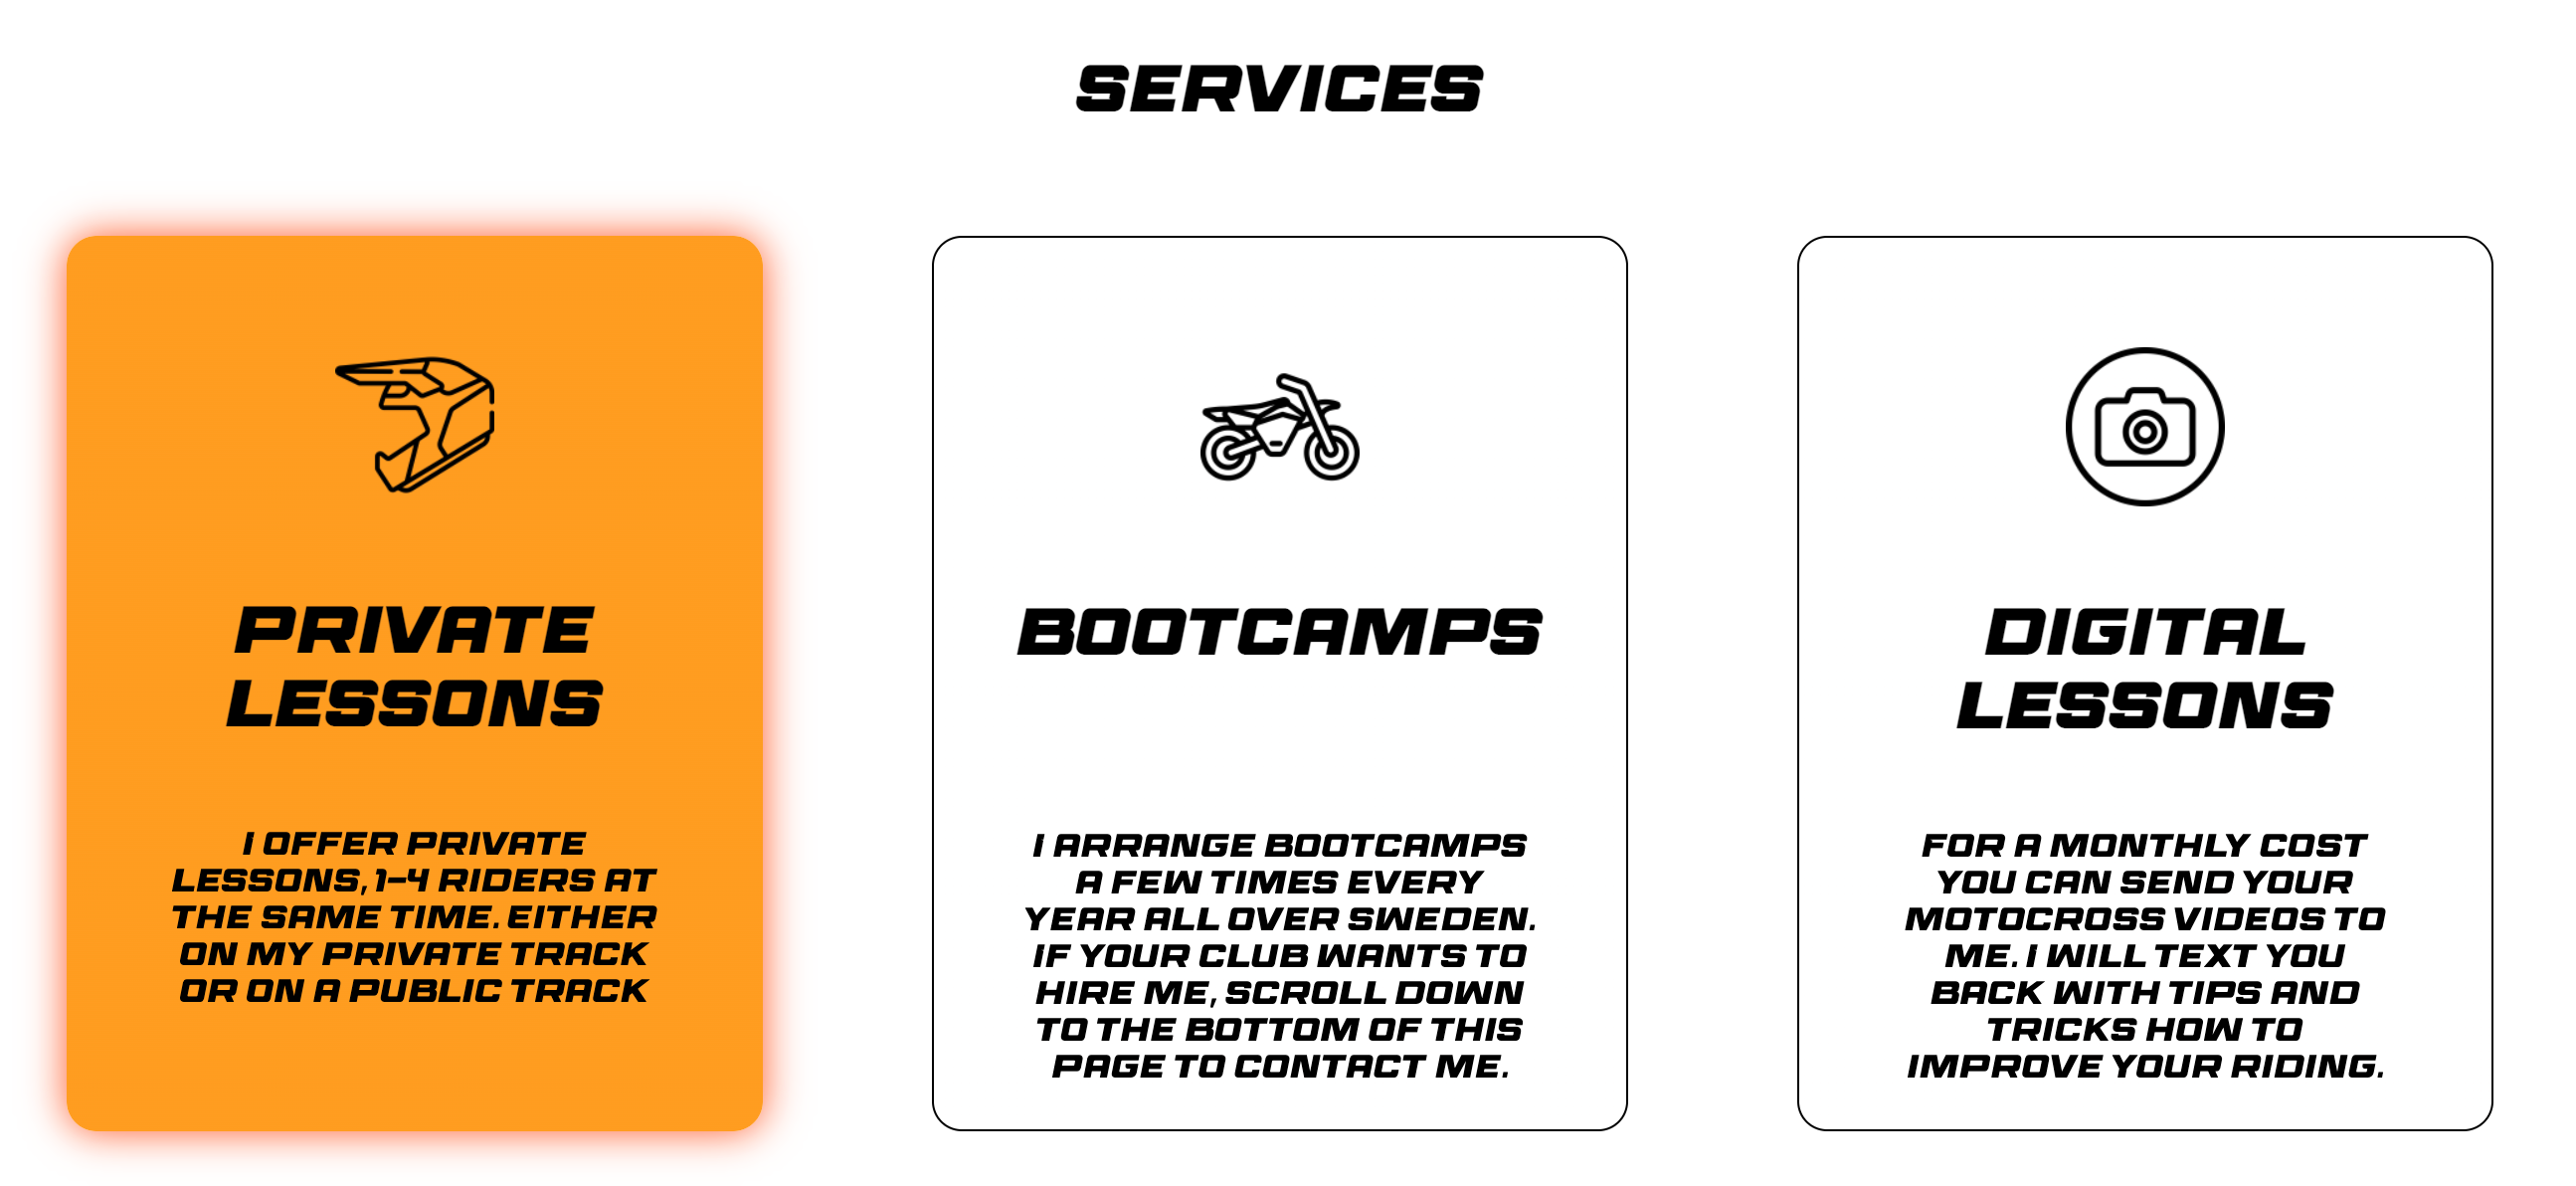 SERVICES
PRIVATE
LESSONS
I OFFER PRIVATE
LESSONS, 1-4 RIDERS AT
THE SAME TIME. EITHER
ON MY PRIVATE TRACK
OR ON A PUBLIC TRACK
BOOTCAMPS
I ARRANGE BOOTCAMPS
A FEW TIMES EVERY
YEAR ALL OVER SWEDEN.
IF YOUR CLUB WANTS TO
HIRE ME, SCROLL DOWN
TO THE BOTTOM OF THIS
PAGE TO CONTACT ME.
DIGITAL
LESSONS
FOR A MONTHLY COST
YOU CAN SEND YOUR
MOTOCROSS VIDEOS TO
ME. I WILL TEXT YOU
BACK WITH TIPS AND
TRICKS HOW TO
IMPROVE YOUR RIDING.